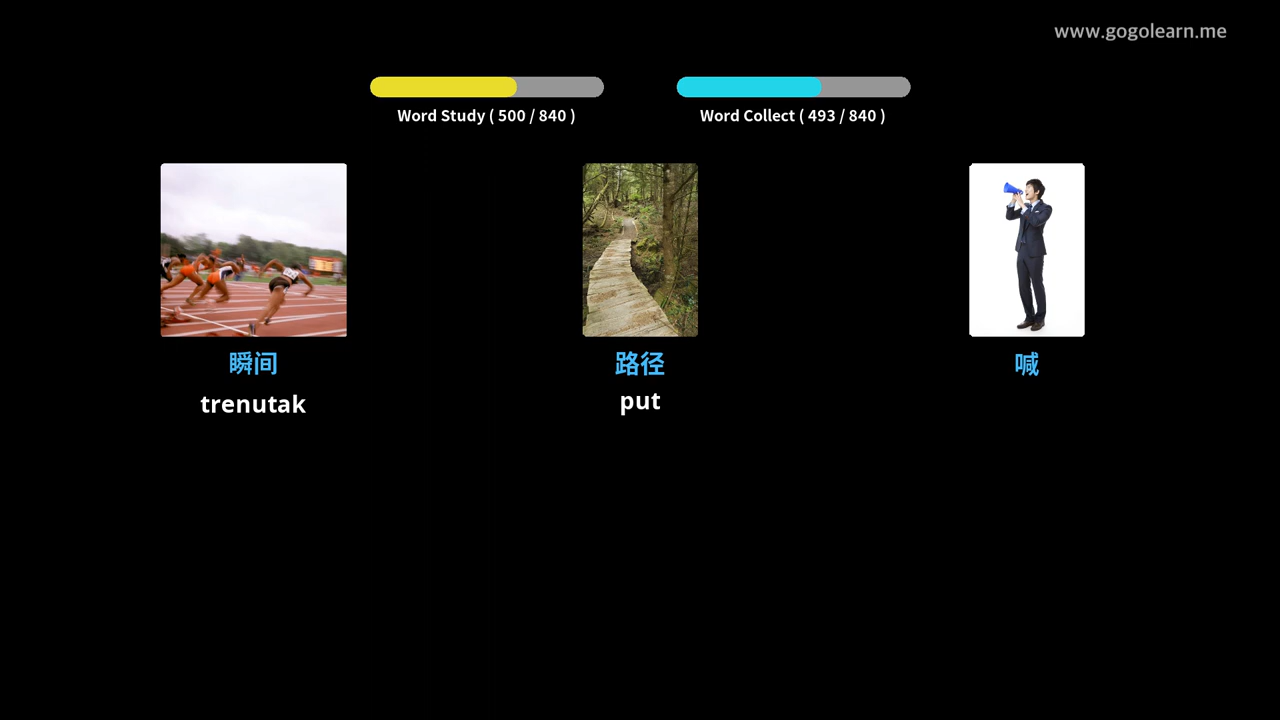 www.gogolearn.me
Word Study ( 500 / 840 )
Word Collect ( 493 / 840 )
瞬间
路径
喊
trenutak
put